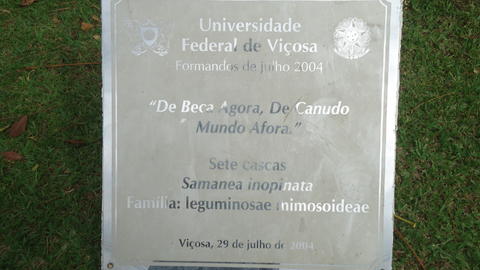 Universidade
Federal de Viçosa
Formandos de julho 2004
“De Beca Agora, De Canudo
Mundo Afora.”
Sete cascas
Samanea inopinata
Família: leguminosae mimosoideae
Viçosa, 29 de julho de 2004